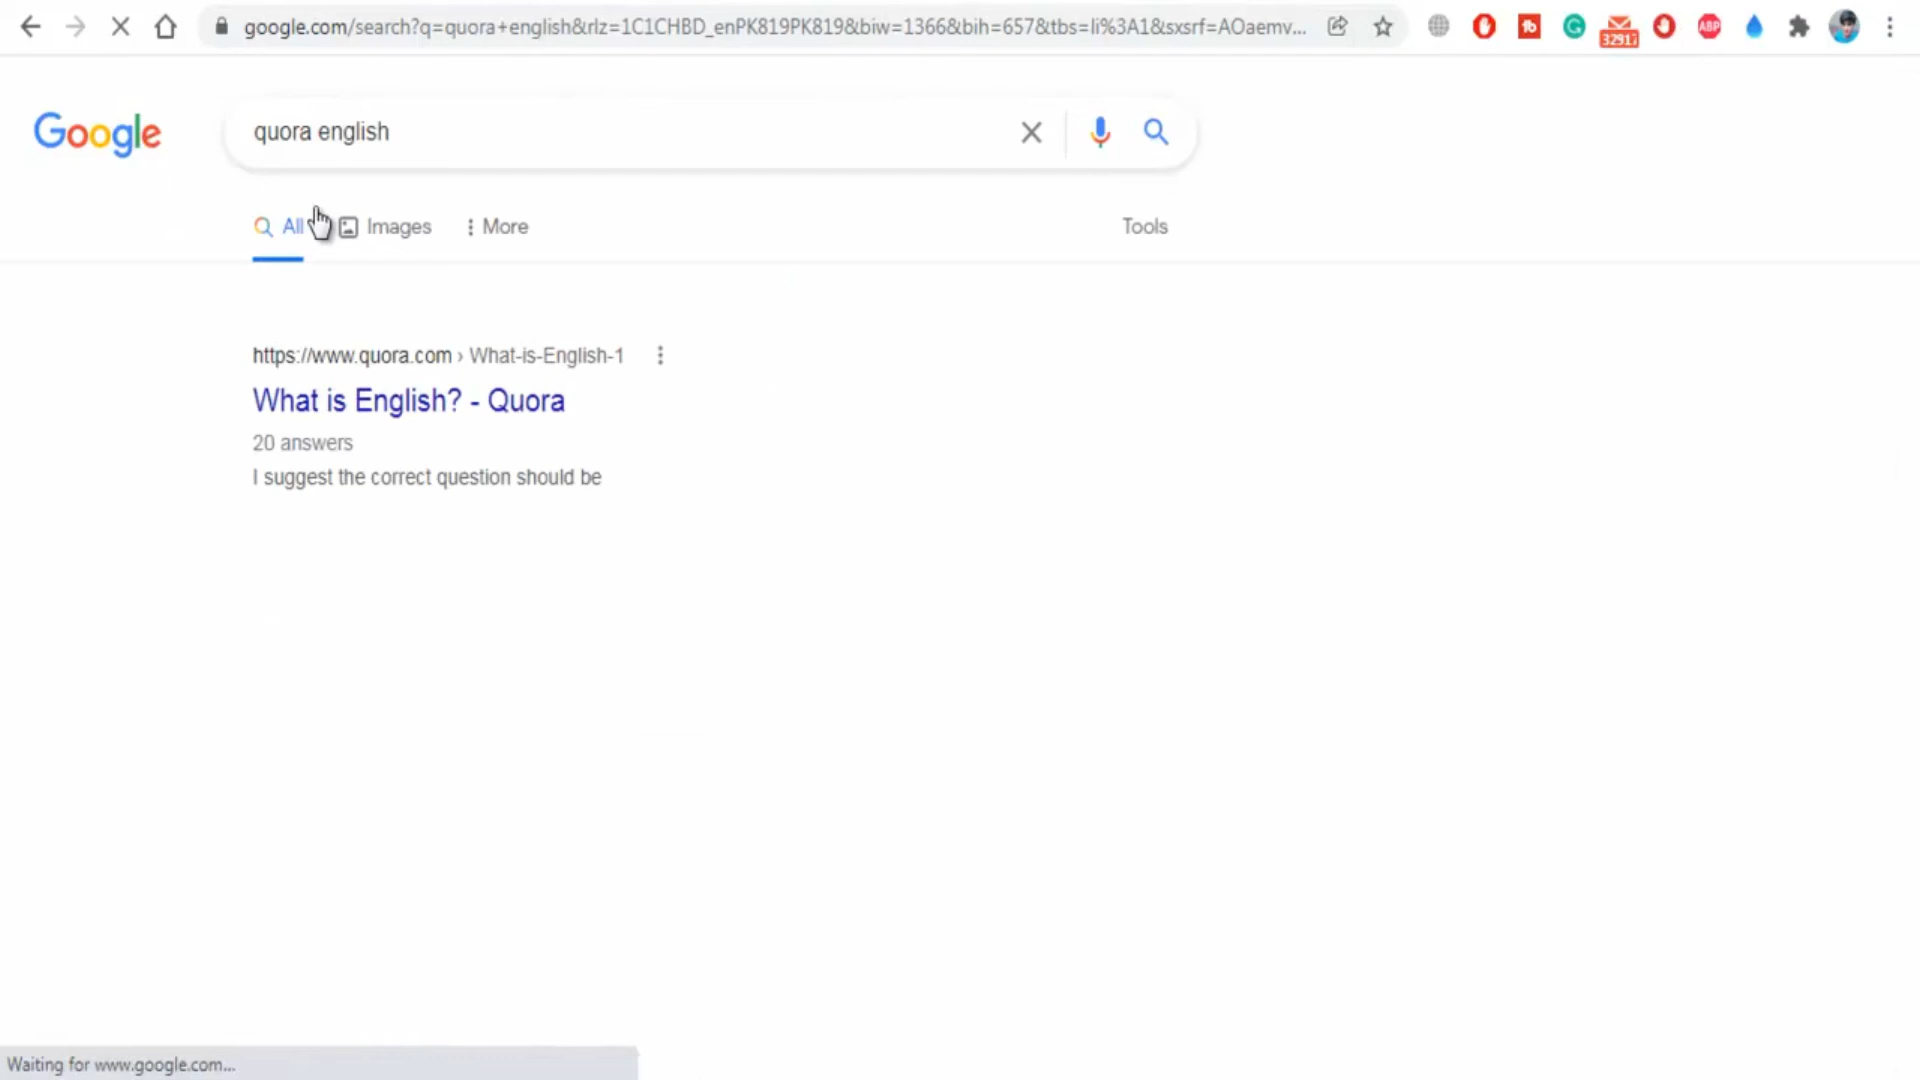 google.com/search?q=quora+english&rlz=1C1CHBD_enPK819PK819&biw=1366&bih=657&tbs=li%3A1&sxsrf=AOaemv...
32917
ABP
Google
quora english
All
Images
More
Tools
https://www.quora.com › What-is-English-1
What is English? - Quora
20 answers
I suggest the correct question should be
Waiting for www.google.com...